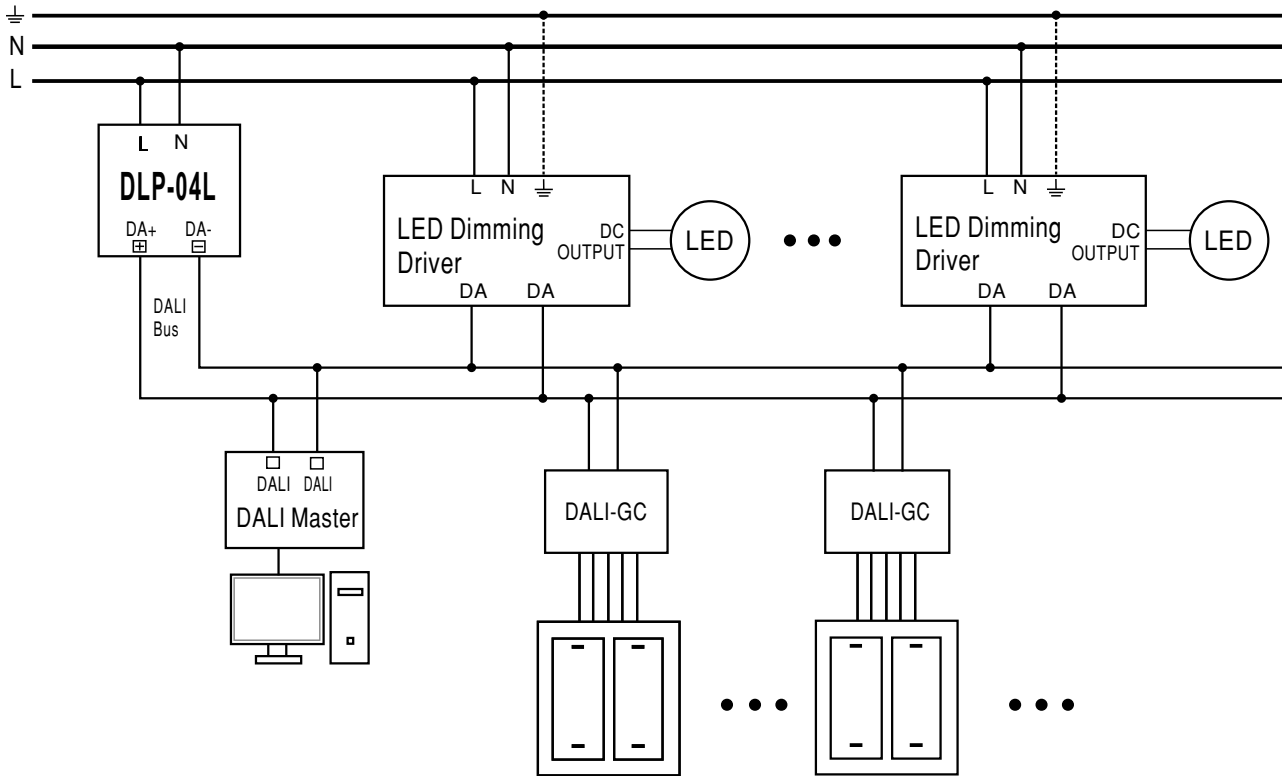 N
L
L N
DLP-04L
DA+ DA-
DALI
Bus
L N
LED Dimming
Driver
DC
OUTPUT
LED
DA DA
L N
LED Dimming
Driver
DC
OUTPUT
LED
DA DA
DALI DALI
DALI Master
DALI-GC
DALI-GC